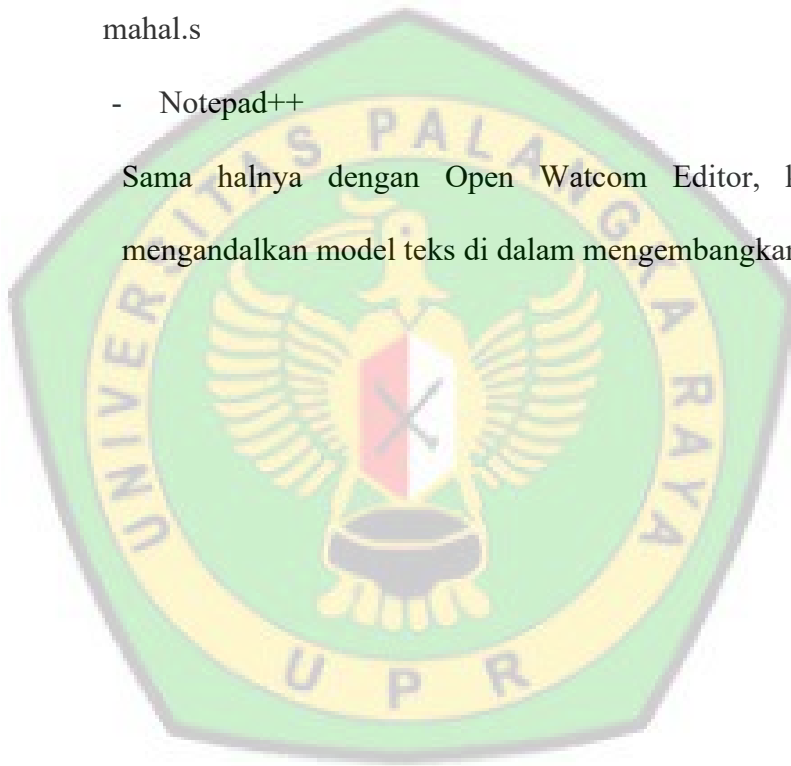 mahal.s
- Notepad++
Sama halnya dengan Open Watcom Editor,
mengandalkan model teks di dalam mengembangkan
UNIVERSITAS PALANGKA RAYA
UPR